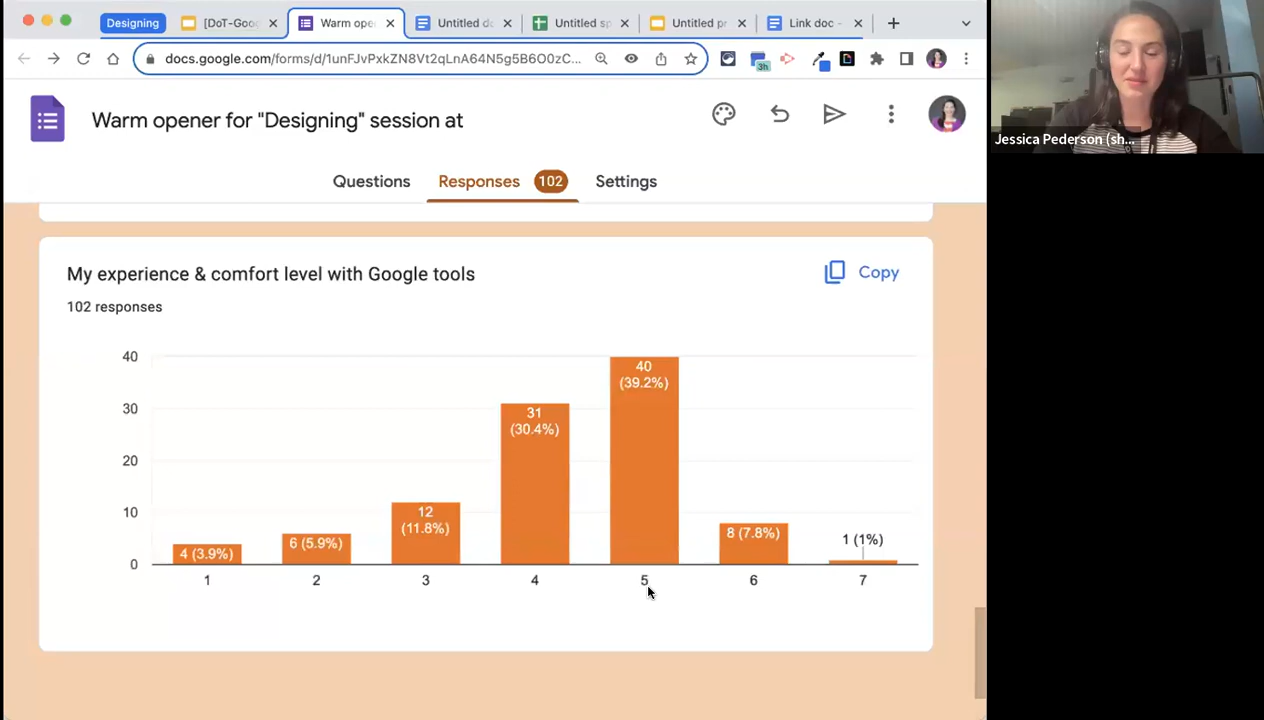 Designing
[DoT-Goo
Warm ope
Untitled do
Untitled sp
Untitled pr
Link doc -
docs.google.com/forms/d/1unFJvPxkZN8Vt2qLnA64N5g5B6O0zC...
3h
Warm opener for "Designing" session at
Questions
Responses
102
Settings
My experience & comfort level with Google tools
Copy
102 responses
40
30
20
10
0
4 (3.9%)
6 (5.9%)
12
(11.8%)
31
(30.4%)
40
(39.2%)
8 (7.8%)
1 (1%)
1
2
3
4
5
6
7
Jessica Pederson (sh...